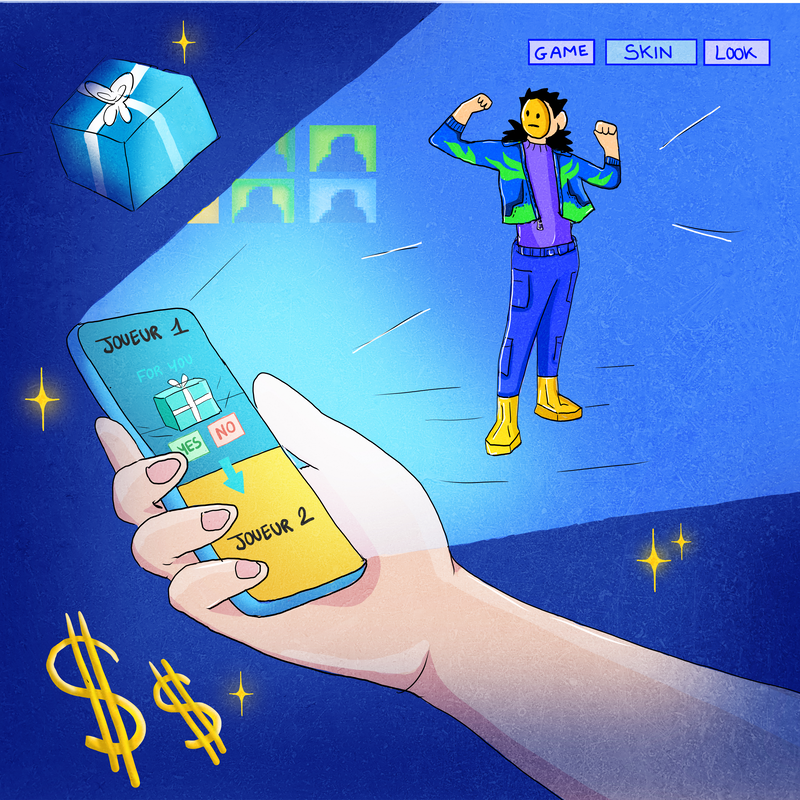 GAME SKIN LOOK
JOUEUR 1
FOR YOU
YES NO
JOUEUR 2
$ $